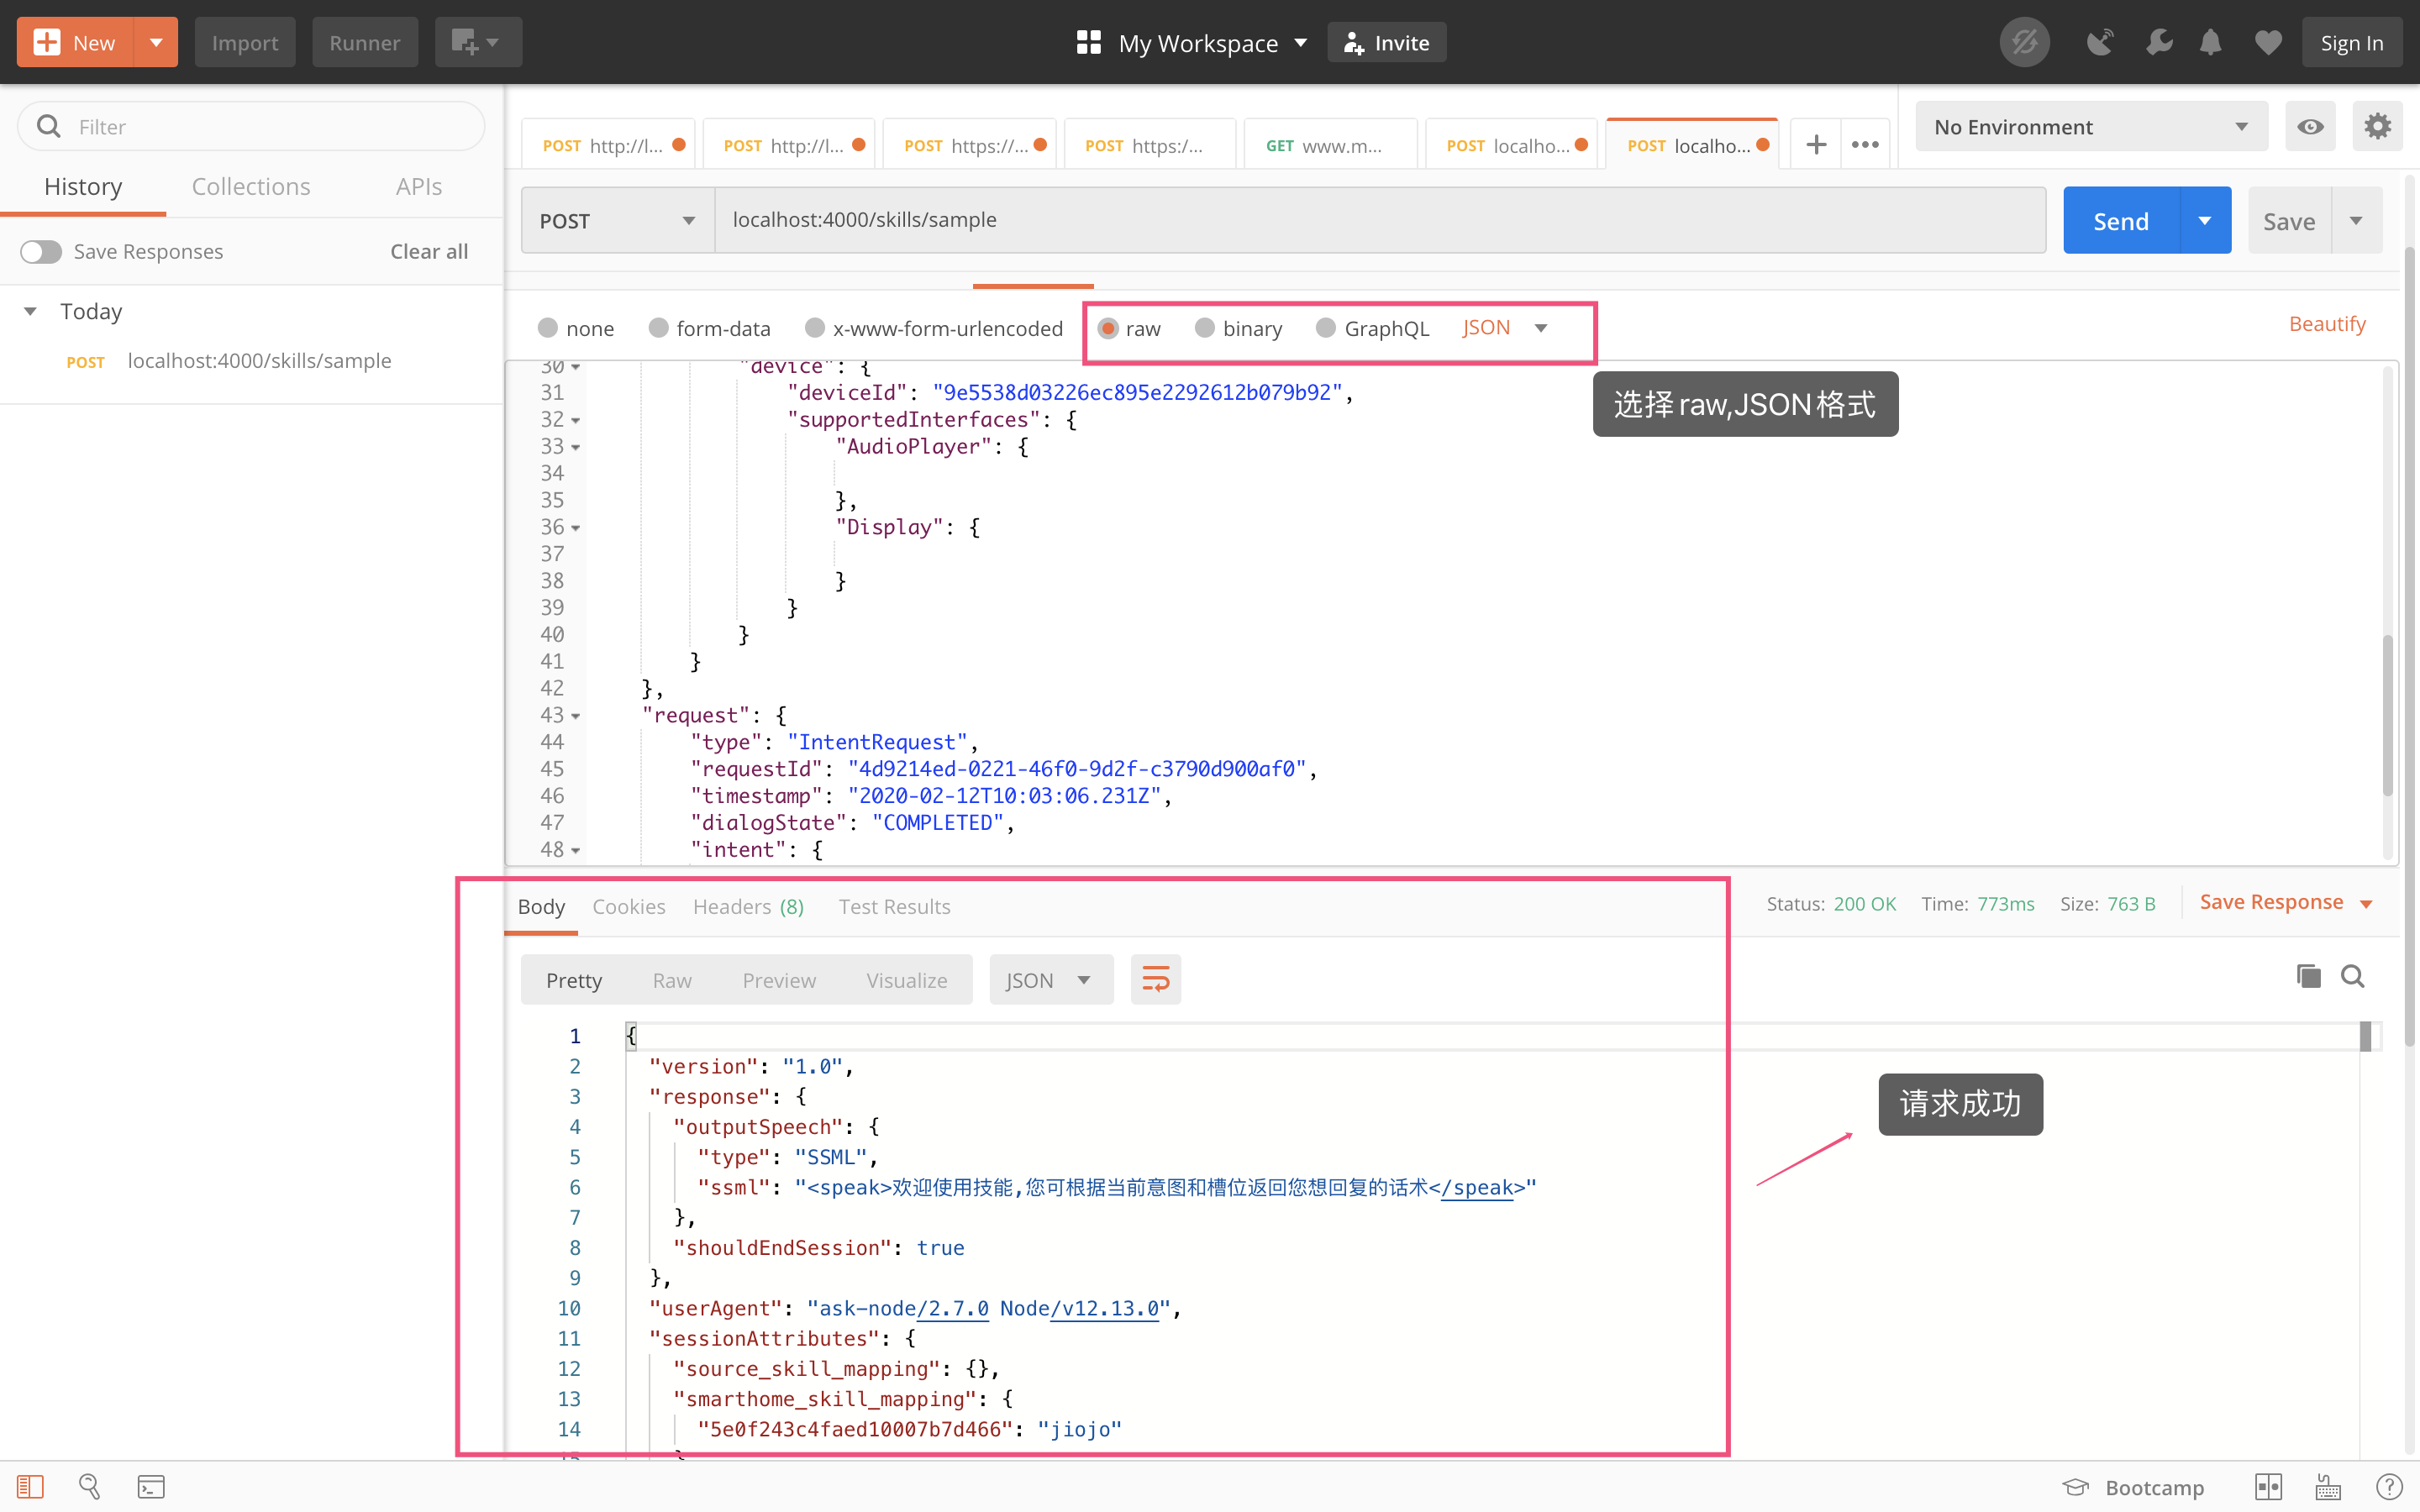 New
Import
Runner
My Workspace
Invite
Sign In
Filter
History
Collections
APIs
Save Responses
Clear all
Today
POST localhost:4000/skills/sample
POST http://l...
POST http://l...
POST https://...
POST https:/...
GET www.m...
POST localho...
POST localho...
No Environment
POST
localhost:4000/skills/sample
Send
Save
none
form-data
x-www-form-urlencoded
raw
binary
GraphQL
JSON
Beautify
选择raw,JSON格式
30 "device": {
31 "deviceId": "9e5538d03226ec895e2292612b079b92",
32 "supportedInterfaces": {
33 "AudioPlayer": {
34
35 },
36 "Display": {
37
38 }
39 }
40 }
41 }
42 },
43 "request": {
44 "type": "IntentRequest",
45 "requestId": "4d9214ed-0221-46f0-9d2f-c3790d900af0",
46 "timestamp": "2020-02-12T10:03:06.231Z",
47 "dialogState": "COMPLETED",
48 "intent": {
Body
Cookies
Headers (8)
Test Results
Status: 200 OK
Time: 773ms
Size: 763 B
Save Response
Pretty
Raw
Preview
Visualize
JSON
请求成功
1 {
2 "version": "1.0",
3 "response": {
4 "outputSpeech": {
5 "type": "SSML",
6 "ssml": "<speak>欢迎使用技能,您可根据当前意图和槽位返回您想回复的话术</speak>"
7 },
8 "shouldEndSession": true
9 },
10 "userAgent": "ask-node/2.7.0 Node/v12.13.0",
11 "sessionAttributes": {
12 "source_skill_mapping": {},
13 "smarthome_skill_mapping": {
14 "5e0f243c4faed10007b7d466": "jiojo"
Bootcamp